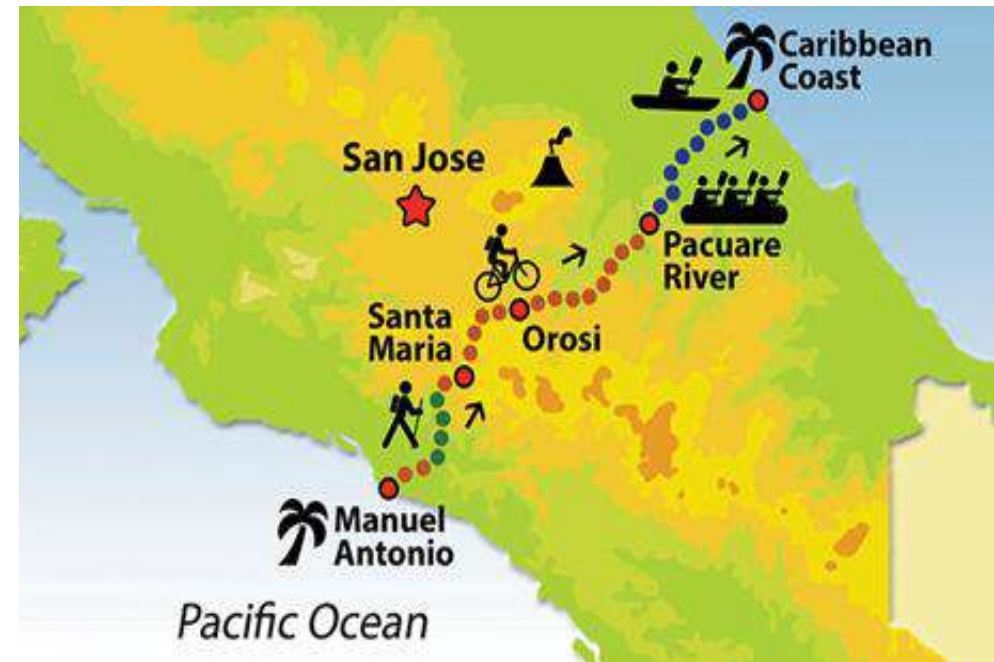 Caribbean
Coast
San Jose
Pacuare
River
Santa
Maria
Orosi
Manuel
Antonio
Pacific Ocean